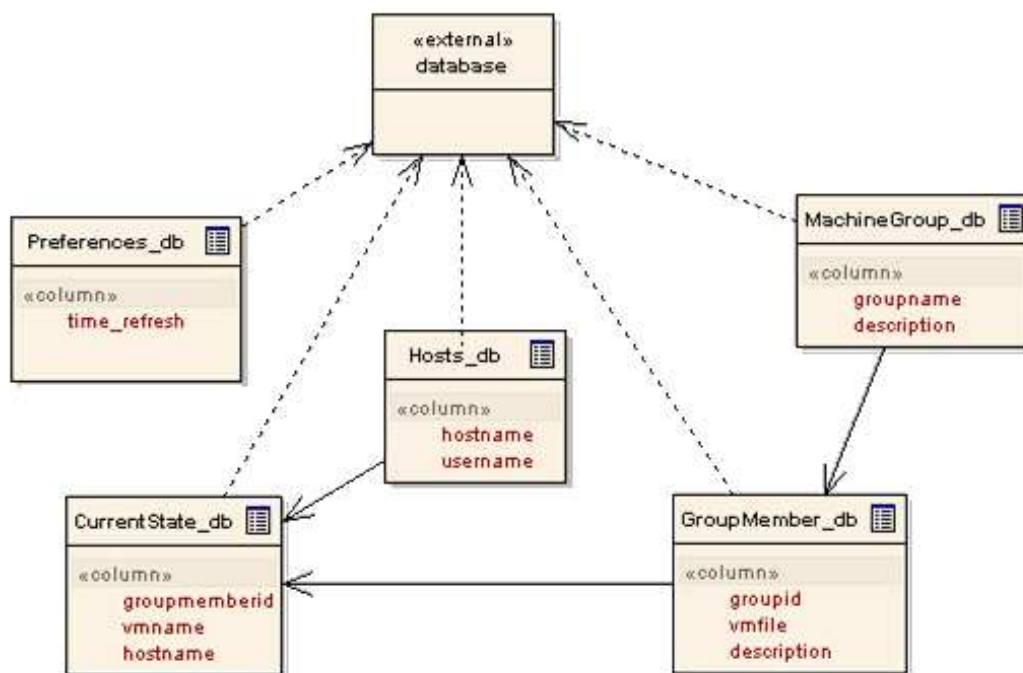 «external»
database
Preferences_db
«column»
time_refresh
MachineGroup_db
«column»
groupname
description
Hosts_db
«column»
hostname
username
CurrentState_db
«column»
groupmemberid
vmname
hostname
GroupMember_db
«column»
groupid
vmfile
description